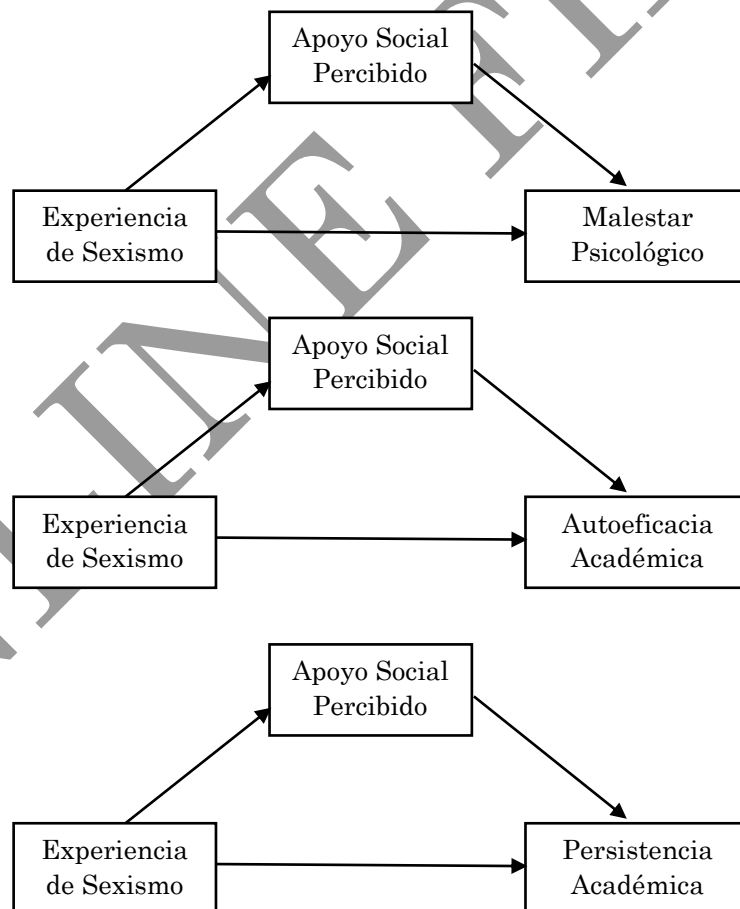 Apoyo Social
Percibido
Experiencia
de Sexismo
Malestar
Psicológico
Apoyo Social
Percibido
Experiencia
de Sexismo
Autoeficacia
Académica
Apoyo Social
Percibido
Experiencia
de Sexismo
Persistencia
Académica